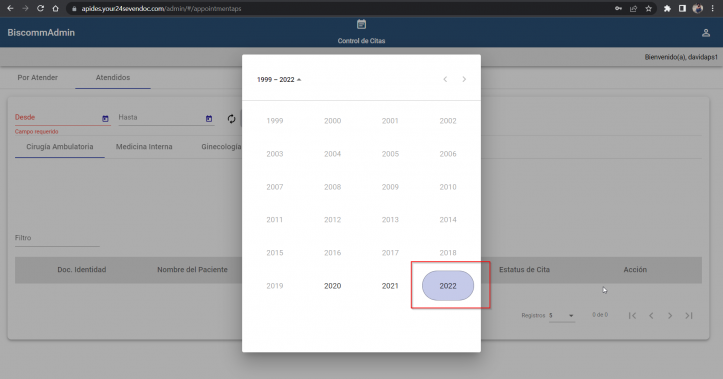 apides.your24sevendoc.com/admin/#/appointmentaps
BiscommAdmin
Control de Citas
Bienvenido(a), davidaps1
Por Atender Atendidos
1999 – 2022
Desde Hasta
Campo requerido
Cirugía Ambulatoria Medicina Interna Ginecología
1999 2000 2001 2002
2003 2004 2005 2006
2007 2008 2009 2010
2011 2012 2013 2014
2015 2016 2017 2018
2019 2020 2021 2022
Filtro
Doc. Identidad Nombre del Paciente Estatus de Cita Acción
Registros: 5 0 de 0